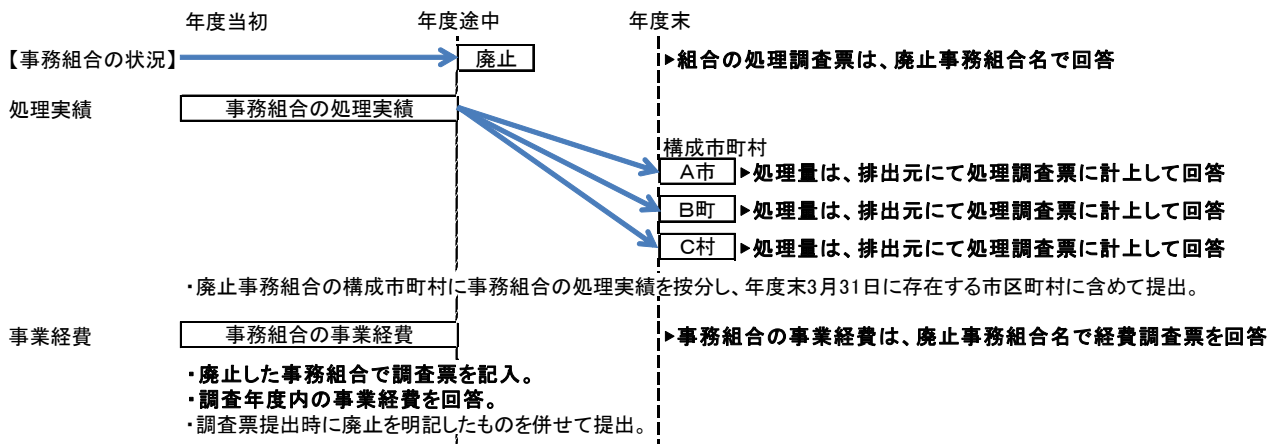 年度当初 年度途中 年度末
【事務組合の状況】 廃止 ▶組合の処理調査票は、廃止事務組合名で回答
処理実績 事務組合の処理実績
構成市町村
A市 ▶処理量は、排出元にて処理調査票に計上して回答
B町 ▶処理量は、排出元にて処理調査票に計上して回答
C村 ▶処理量は、排出元にて処理調査票に計上して回答
・廃止事務組合の構成市町村に事務組合の処理実績を按分し、年度末3月31日に存在する市区町村に含めて提出。
事業経費 事務組合の事業経費 ▶事務組合の事業経費は、廃止事務組合名で経費調査票を回答
・廃止した事務組合で調査票を記入。
・調査年度内の事業経費を回答。
・調査票提出時に廃止を明記したものを併せて提出。